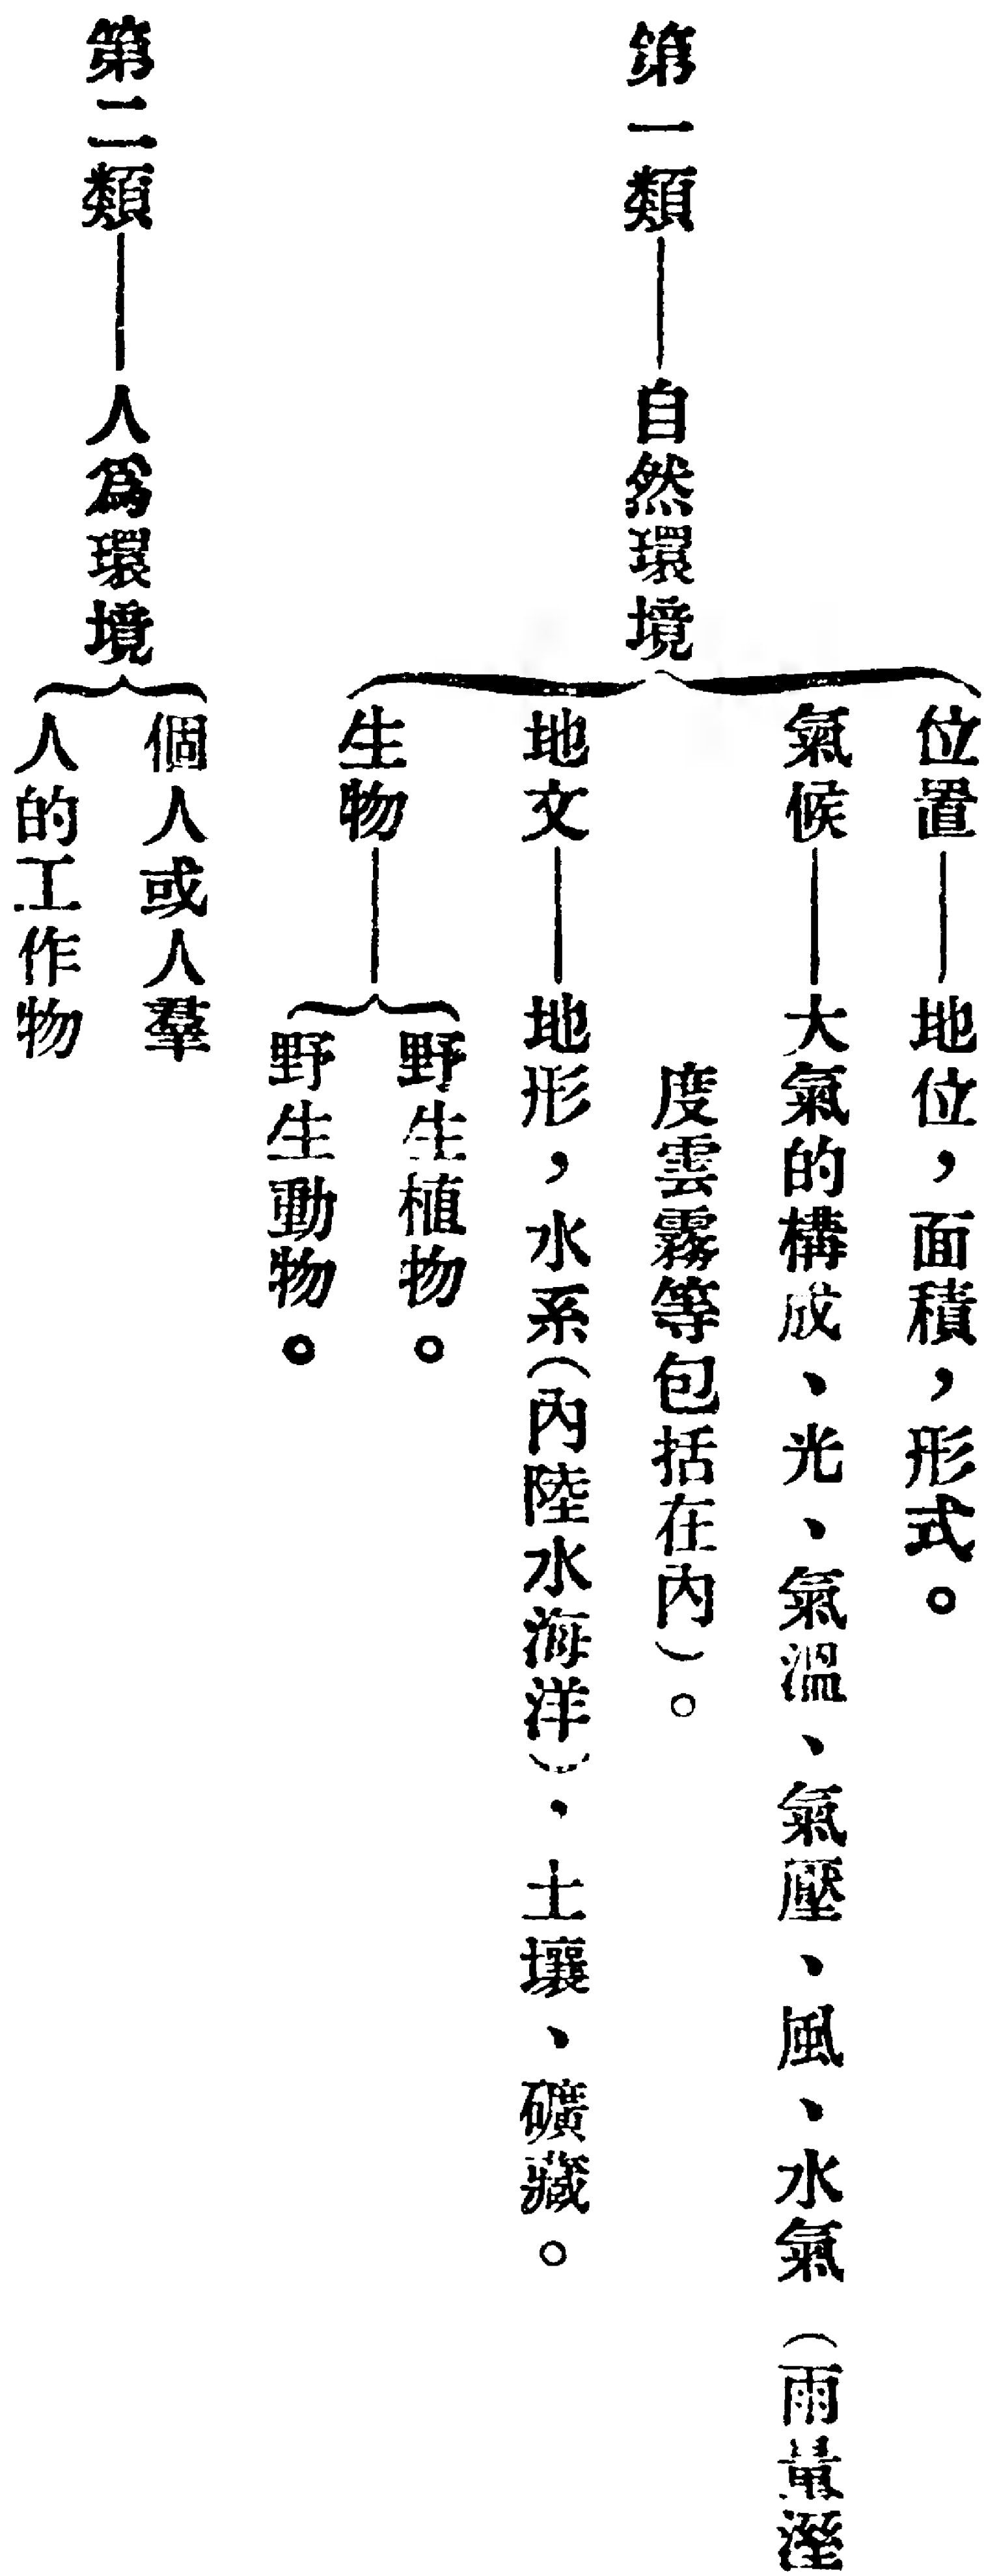 第一類
自然環境
位置
地位，面積，形式。
氣候
大氣的構成、光、氣溫、氣壓、風、水氣（雨量溼
度雲霧等包括在內）。
地文
地形，水系（內陸水海洋）、土壤、礦藏。
生物
野生植物。
野生動物。
第二類
人爲環境
個人或人羣
人的工作物